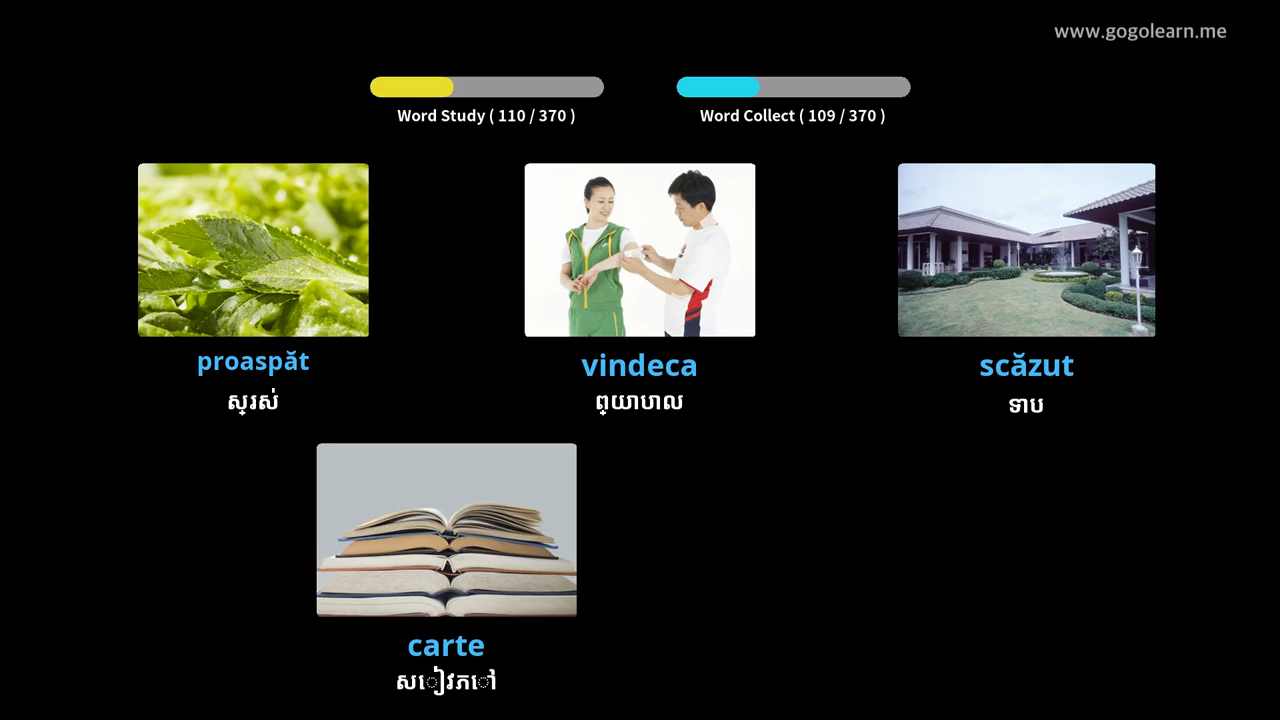 www.gogolearn.me
Word Study ( 110 / 370 )
Word Collect ( 109 / 370 )
proaspăt
ស្រស់
vindeca
ព្យាបាល
scăzut
ទាប
carte
សៀវភៅ